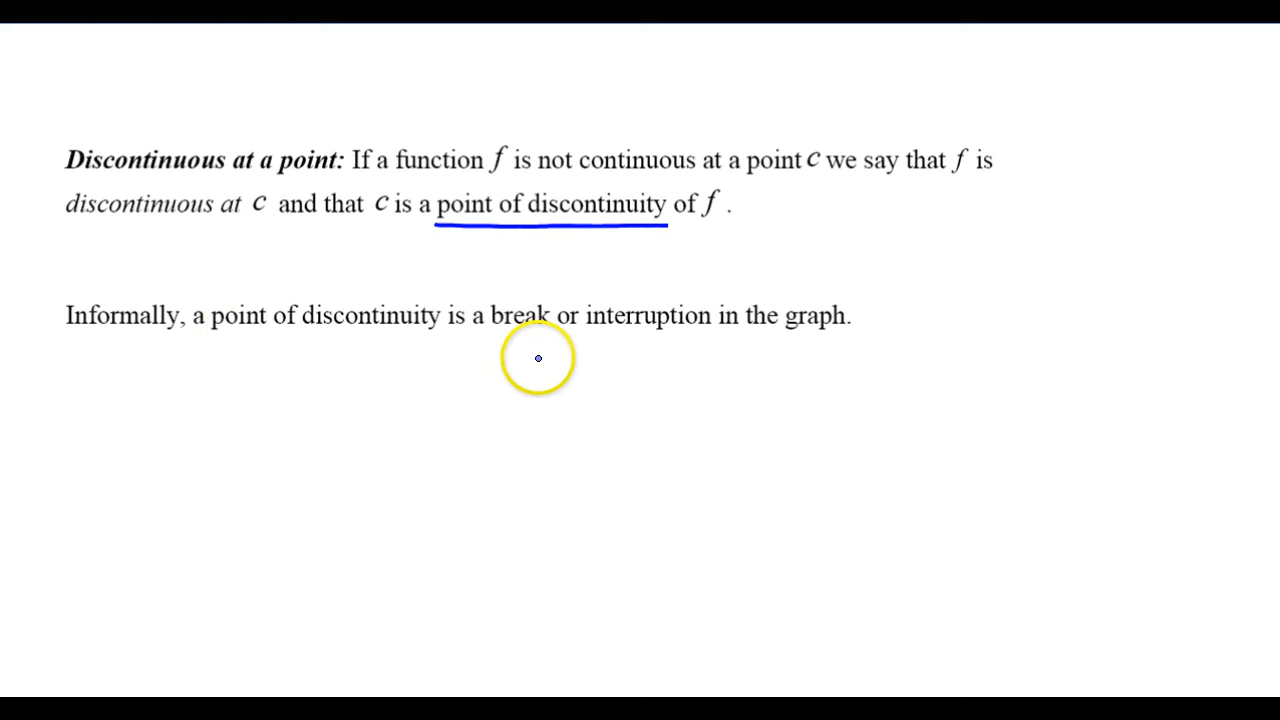 Discontinuous at a point: If a function f is not continuous at a point c we say that f is
discontinuous at c and that c is a point of discontinuity of f .
Informally, a point of discontinuity is a break or interruption in the graph.